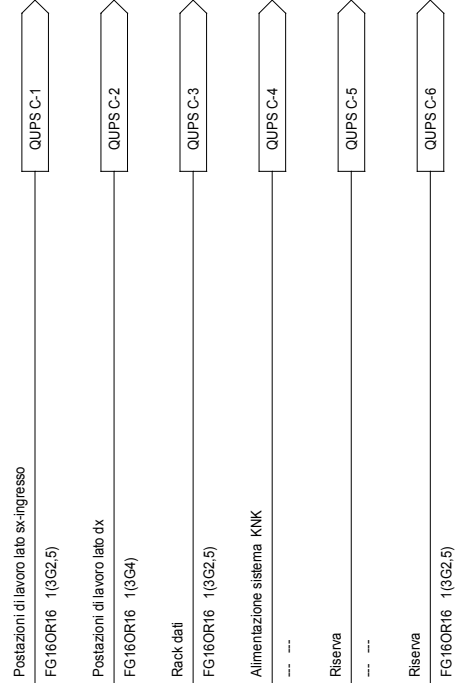 Postazioni di lavoro lato sx-ingresso
FG16OR16 1(3G2,5)
QUPS C-1
Postazioni di lavoro lato dx
FG16OR16 1(3G4)
QUPS C-2
Rack dati
FG16OR16 1(3G2,5)
QUPS C-3
Alimentazione sistema KNK
--- ---
QUPS C-4
Riserva
--- ---
QUPS C-5
Riserva
FG16OR16 1(3G2,5)
QUPS C-6